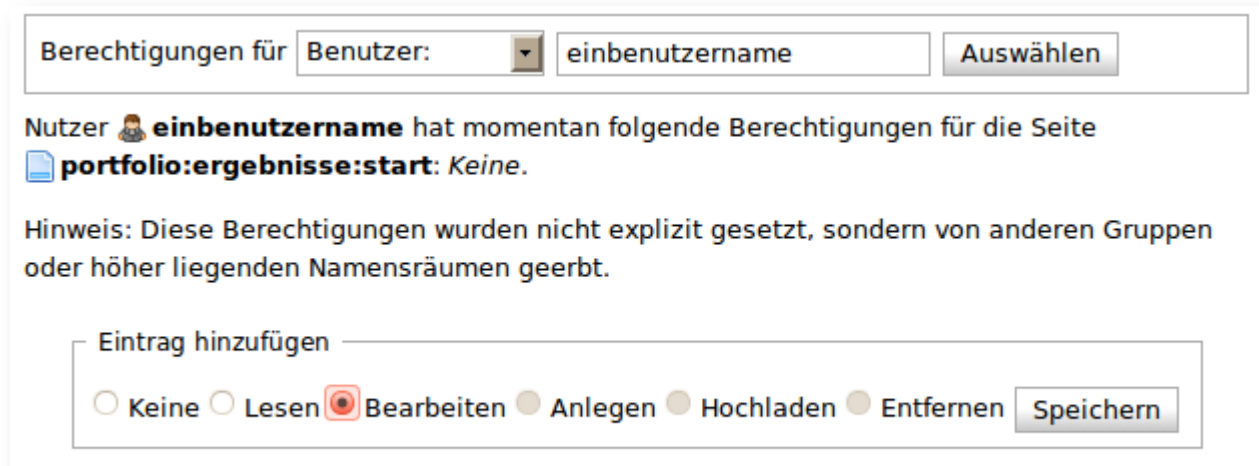 Berechtigungen für Benutzer: einbenutzername Auswählen
Nutzer einbenutzername hat momentan folgende Berechtigungen für die Seite
portfolio:ergebnisse:start: Keine.
Hinweis: Diese Berechtigungen wurden nicht explizit gesetzt, sondern von anderen Gruppen
oder höher liegenden Namensräumen geerbt.
Eintrag hinzufügen
Keine Lesen Bearbeiten Anlegen Hochladen Entfernen Speichern